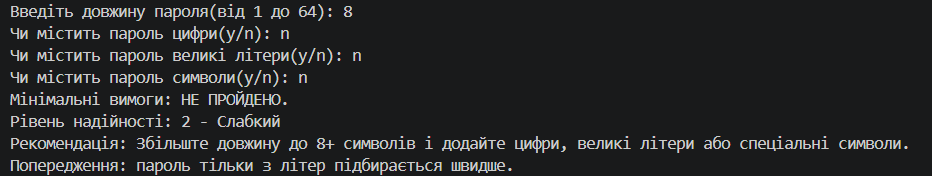 Введіть довжину пароля(від 1 до 64): 8
Чи містить пароль цифри(y/n): n
Чи містить пароль великі літери(y/n): n
Чи містить пароль символи(y/n): n
Мінімальні вимоги: НЕ ПРОЙДЕНО.
Рівень надійності: 2 - Слабкий
Рекомендація: Збільште довжину до 8+ символів і додайте цифри, великі літери або спеціальні символи.
Попередження: пароль тільки з літер підбирається швидше.